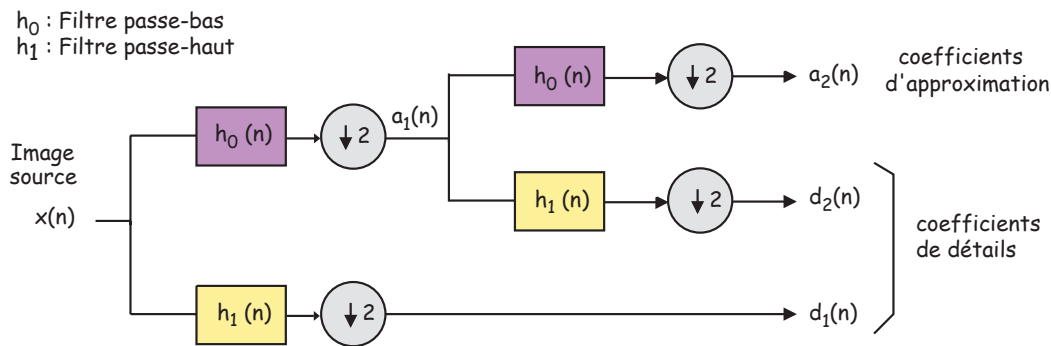 h0 : Filtre passe-bas
h1 : Filtre passe-haut
h0 (n)
↓ 2
a2(n)
coefficients
d'approximation
h0 (n)
↓ 2
a1(n)
Image
source
x(n)
h1 (n)
↓ 2
d2(n)
coefficients
de détails
h1 (n)
↓ 2
d1(n)